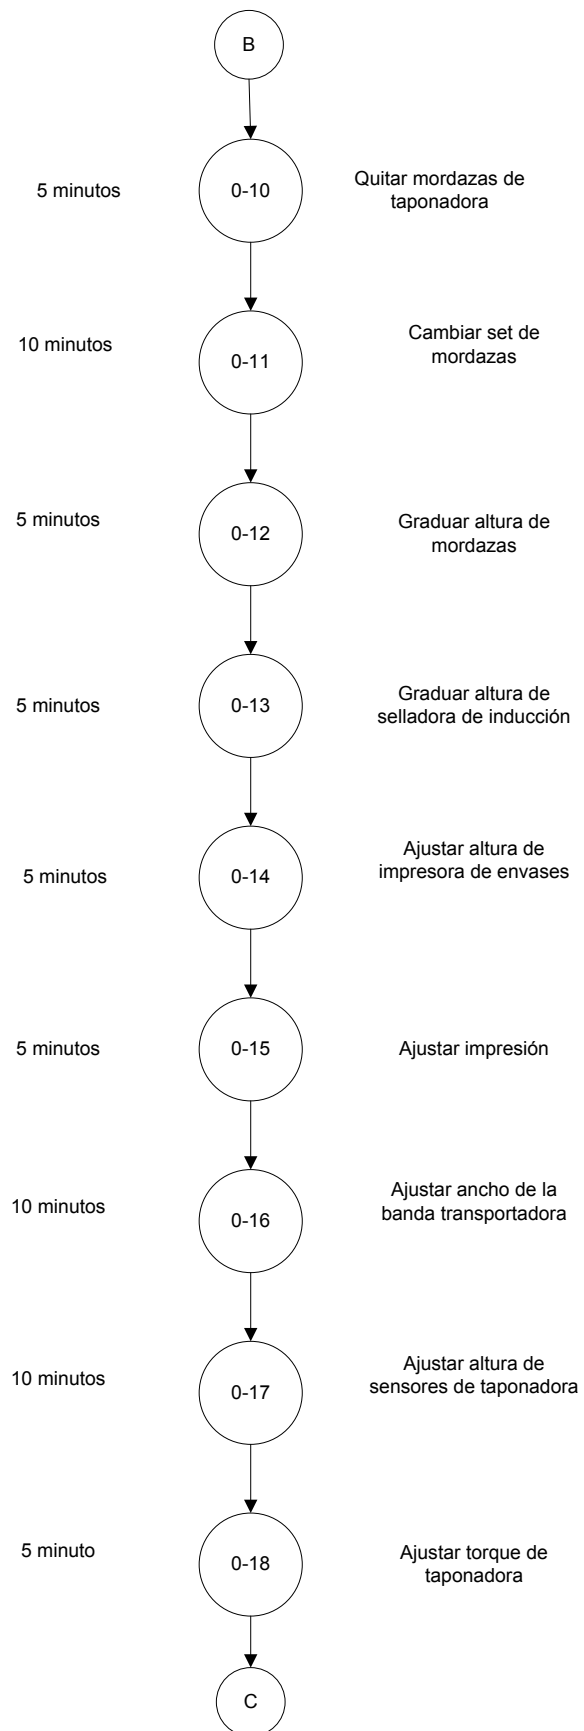 B
5 minutos
0-10
Quitar mordazas de
taponadora
10 minutos
0-11
Cambiar set de
mordazas
5 minutos
0-12
Graduar altura de
mordazas
5 minutos
0-13
Graduar altura de
selladora de inducción
5 minutos
0-14
Ajustar altura de
impresora de envases
5 minutos
0-15
Ajustar impresión
10 minutos
0-16
Ajustar ancho de la
banda transportadora
10 minutos
0-17
Ajustar altura de
sensores de taponadora
5 minuto
0-18
Ajustar torque de
taponadora
C